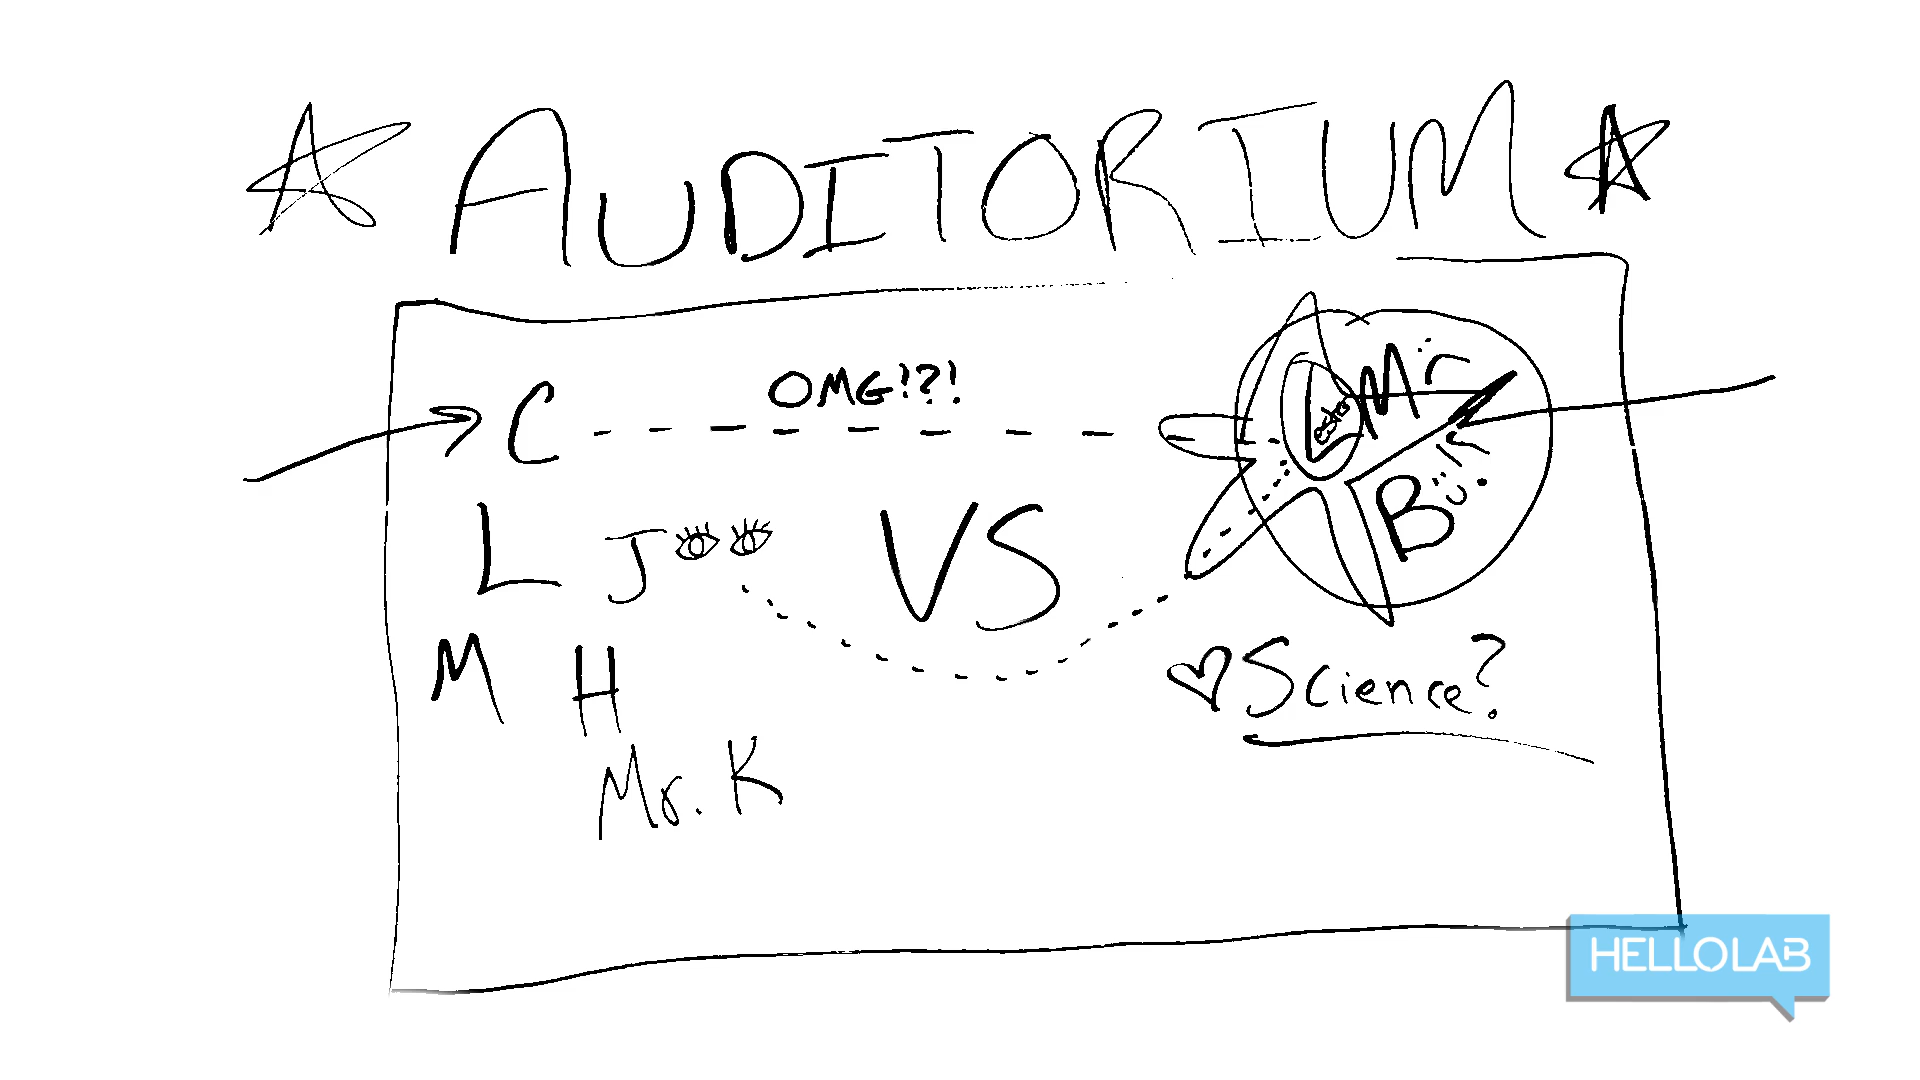 AUDITORIUM
OMG!?!
C
Mr
L J VS
B
M H
♡Science?
Mr. K
HELLOLAB